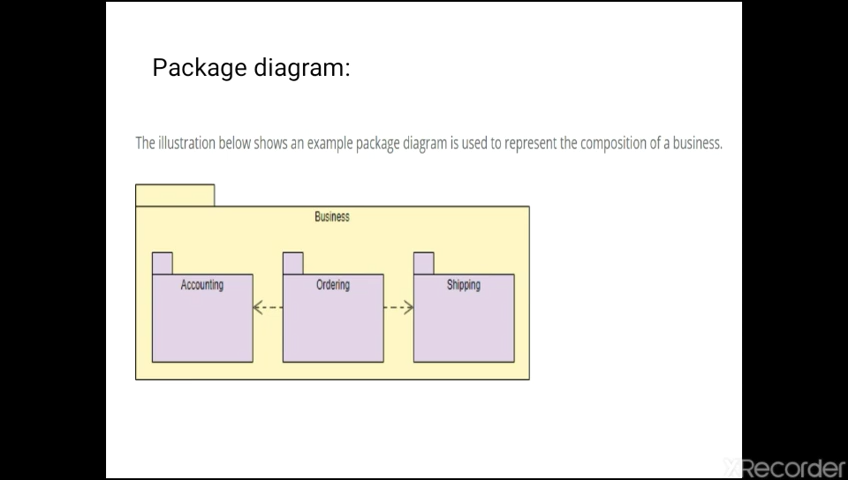 Package diagram:
The illustration below shows an example package diagram is used to represent the composition of a business.
Business
Accounting
Ordering
Shipping
XRecorder